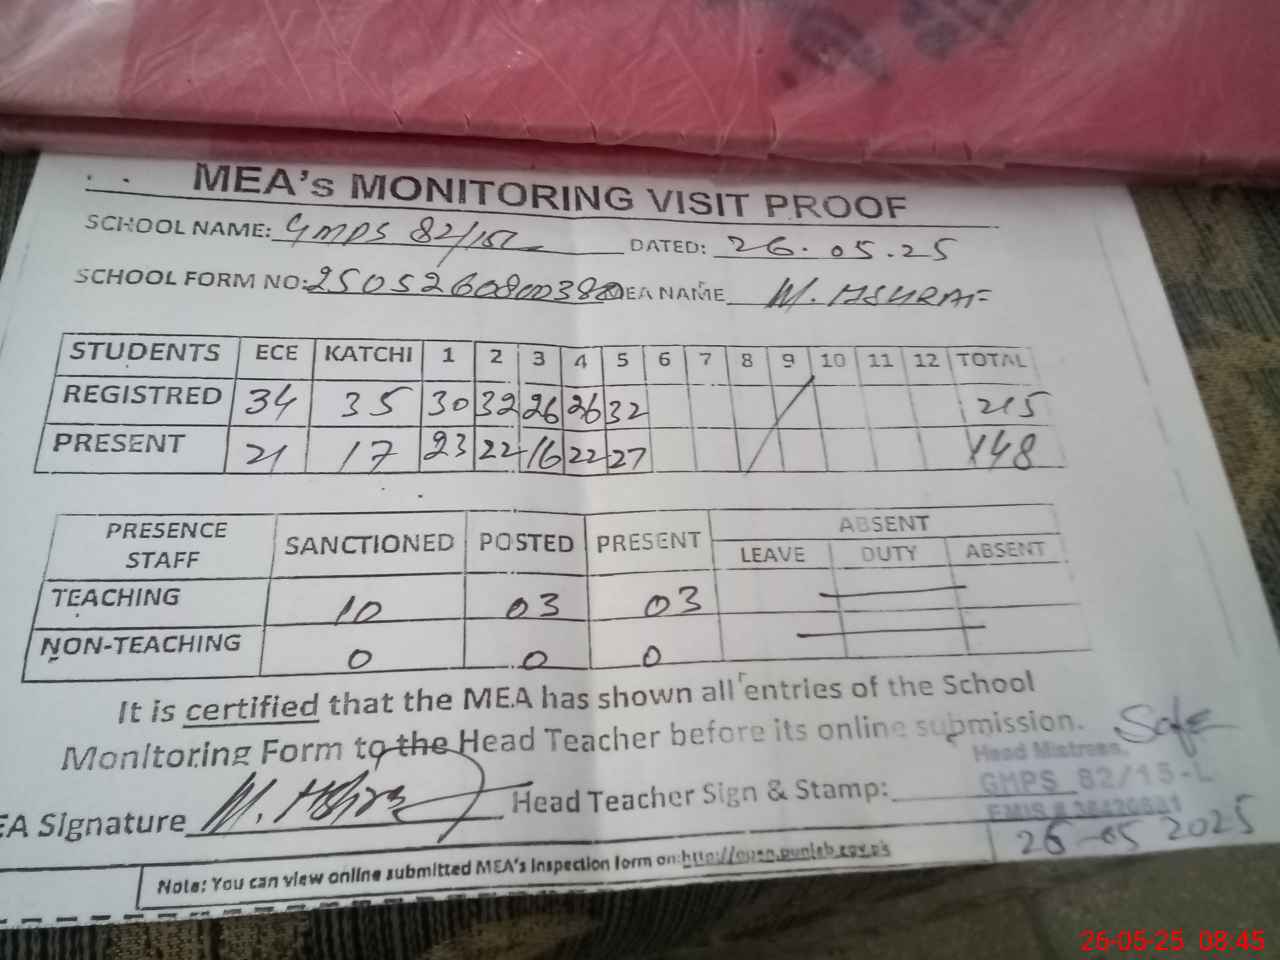 MEA's MONITORING VISIT PROOF
SCHOOL NAME: GMPS 82/15L DATED: 26.05.25
SCHOOL FORM NO: MEA NAME M. ASHRAF
STUDENTS ECE KATCHI 1 2 3 4 5 6 7 8 9 10 11 12 TOTAL
REGISTRED 34 35 30 32 26 26 32 215
PRESENT 21 17 23 22 16 22 27 148
PRESENCE STAFF SANCTIONED POSTED PRESENT ABSENT
LEAVE DUTY ABSENT
TEACHING 10 03 03
NON-TEACHING 0 0 0
It is certified that the MEA has shown all entries of the School
Monitoring Form to the Head Teacher before its online submission.
Head Mistress
GMPS 82/15-L
EA Signature M. Head Teacher Sign & Stamp:
26-05 2025
Note: You can view online submitted MEA's Inspection form on:
26-05-25 08:45